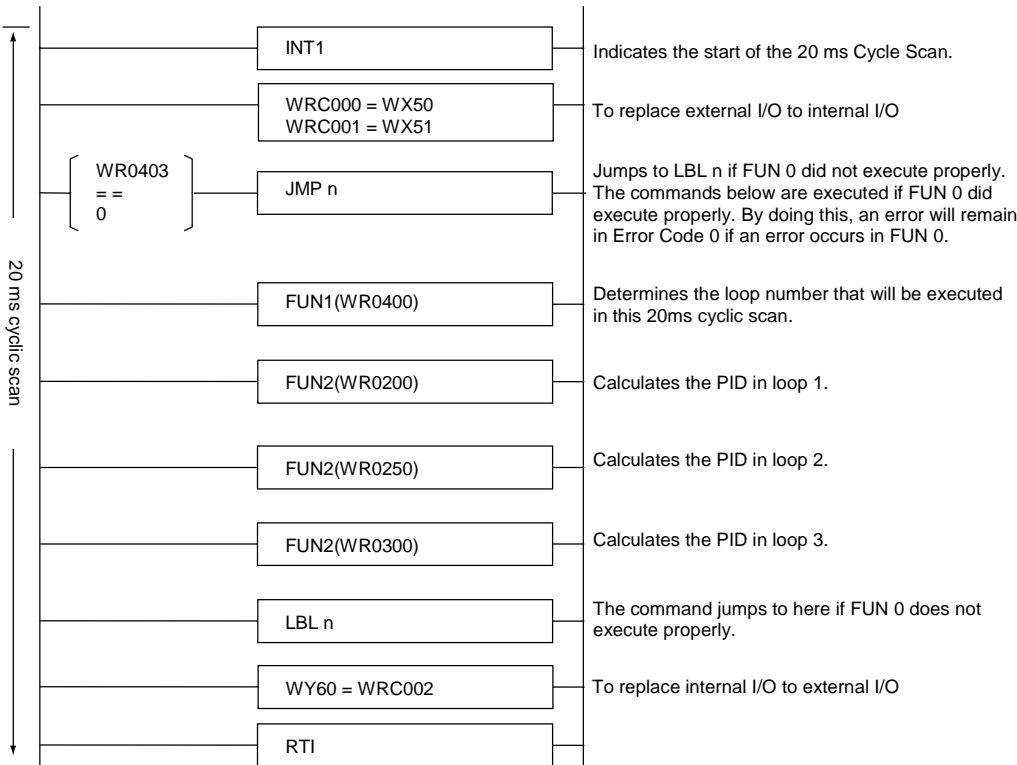 INT1
Indicates the start of the 20 ms Cycle Scan.
WRC000 = WX50
WRC001 = WX51
To replace external I/O to internal I/O
WR0403
= =
0
JMP n
Jumps to LBL n if FUN 0 did not execute properly.
The commands below are executed if FUN 0 did
execute properly. By doing this, an error will remain
in Error Code 0 if an error occurs in FUN 0.
20 ms cyclic scan
FUN1(WR0400)
Determines the loop number that will be executed
in this 20ms cyclic scan.
FUN2(WR0200)
Calculates the PID in loop 1.
FUN2(WR0250)
Calculates the PID in loop 2.
FUN2(WR0300)
Calculates the PID in loop 3.
LBL n
The command jumps to here if FUN 0 does not
execute properly.
WY60 = WRC002
To replace internal I/O to external I/O
RTI